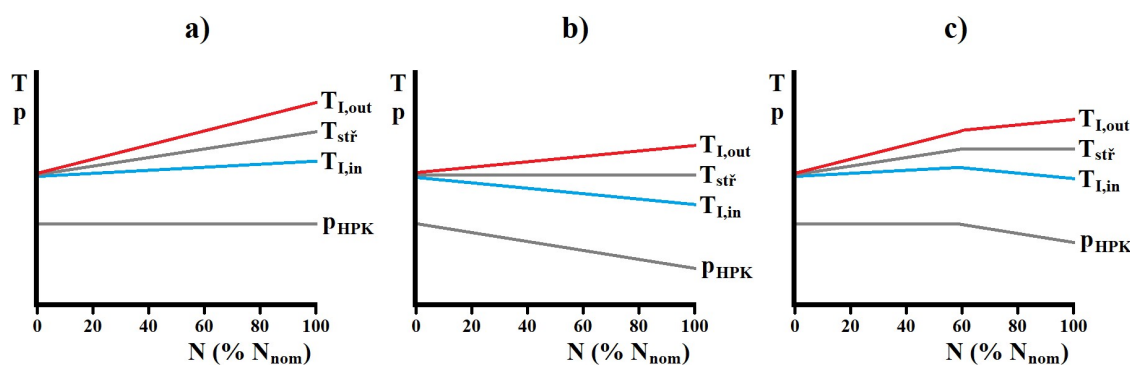 a)
T
p
T_I,out
T_stř
T_I,in
p_HPK
0 20 40 60 80 100
N (% N_nom)
b)
T
p
T_I,out
T_stř
T_I,in
p_HPK
0 20 40 60 80 100
N (% N_nom)
c)
T
p
T_I,out
T_stř
T_I,in
p_HPK
0 20 40 60 80 100
N (% N_nom)